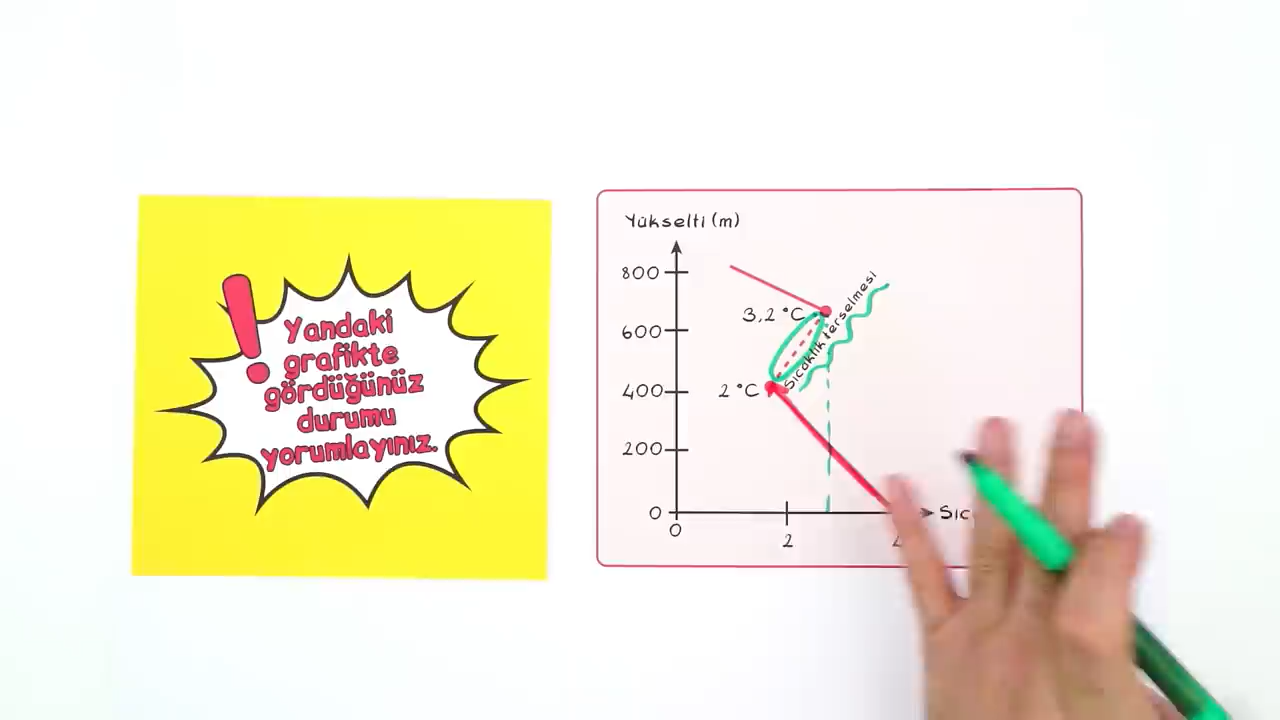 Yandaki
grafikte
gördüğünüz
durumu
yorumlayınız.
Yükselti (m)
800
3,2 °C
Sıcaklık terselmesi
600
2 °C
400
200
0
0
2